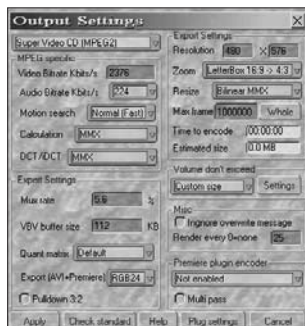 Output Settings
Super Video CD (MPEG2)
MPEG specific
Video Bitrate Kbits/s 2376
Audio Bitrate Kbits/s 224
Motion search Normal (Fast)
Calculation MMX
DCT/iDCT MMX
Export Settings
Mux rate 5.6 %
VBV buffer size 112 KB
Quant matrix Default
Export (AVI+Premiere) RGB24
Pulldown 3:2
Export Settings
Resolution 480 X 576
Zoom LetterBox 16:9 -> 4:3
Resize Bilinear MMX
Max frame 1000000 Whole
Time to encode 00:00:00
Estimated size 0.0 MB
Volume don't exceed
Custom size Settings
Misc
Ingnore overwrite message
Render every 0=none 25
Premiere plugin encoder
Not enabled
Multi pass
Apply Check standard Help Plug settings Cancel